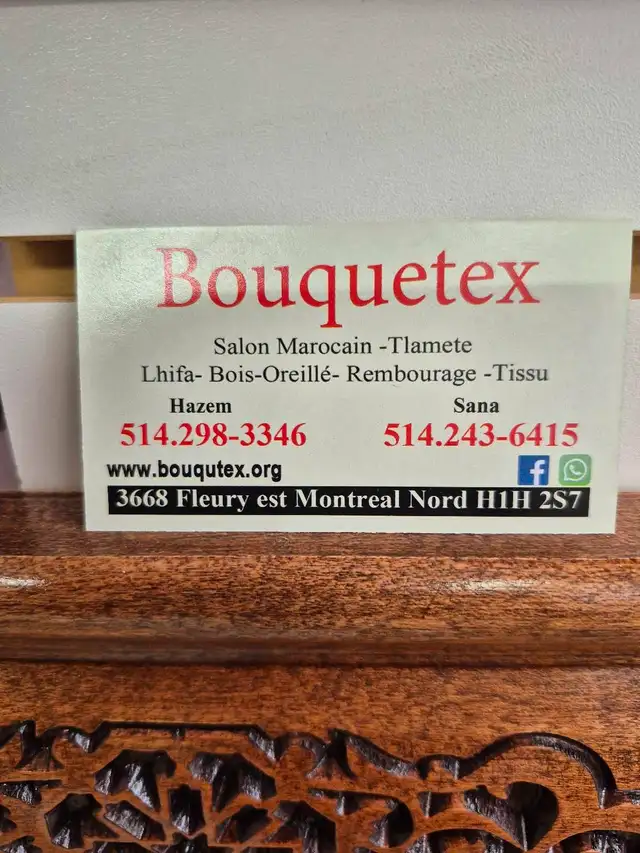 Bouquetex
Salon Marocain -Tlamete
Lhifa- Bois-Oreillé- Rembourage -Tissu
Hazem Sana
514.298-3346 514.243-6415
www.bouqutex.org
3668 Fleury est Montreal Nord H1H 2S7